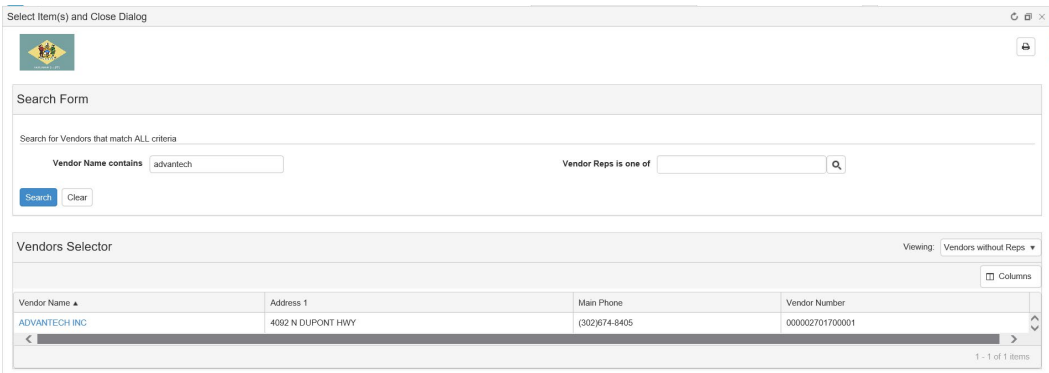 Select Item(s) and Close Dialog
Search Form
Search for Vendors that match ALL criteria
Vendor Name contains advantech Vendor Reps is one of
Search Clear
Vendors Selector Viewing: Vendors without Reps
Columns
Vendor Name Address 1 Main Phone Vendor Number
ADVANTECH INC 4092 N DUPONT HWY (302)674-8405 000002701700001
1 - 1 of 1 items